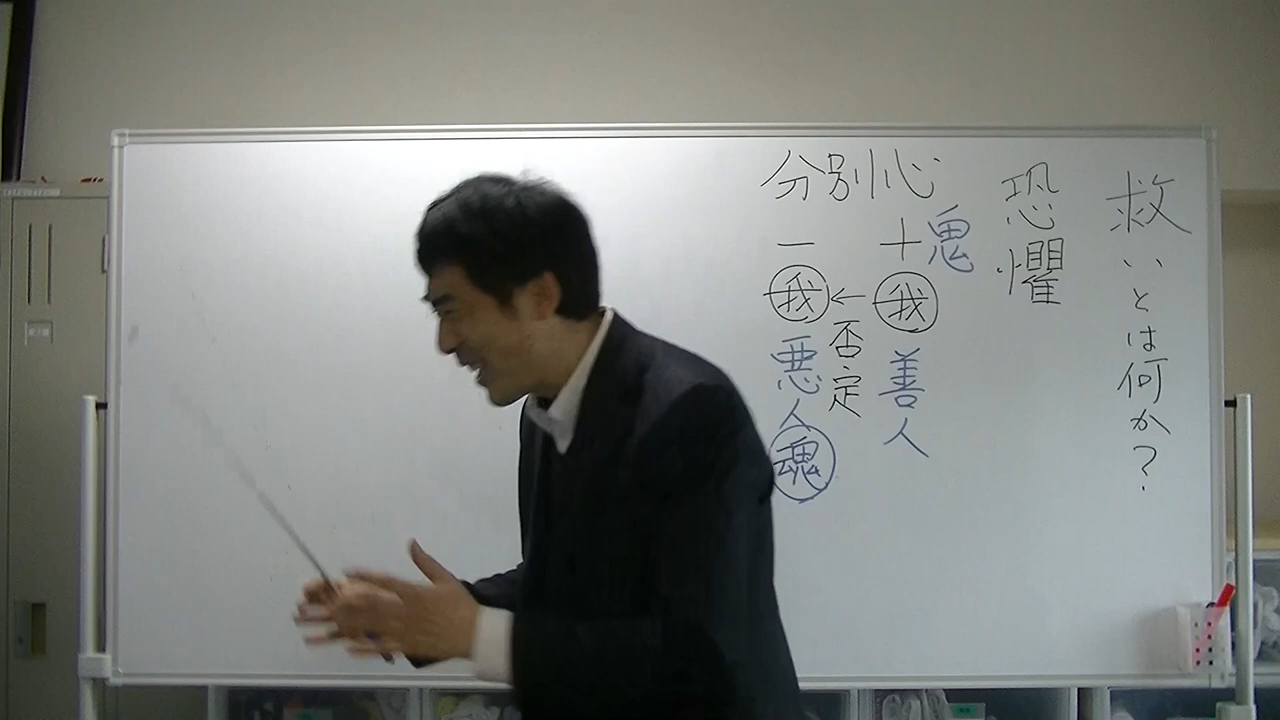 救いとは何か?
恐懼
分別心
十 鬼
我 善人
← 否定
一
我 悪人
魂